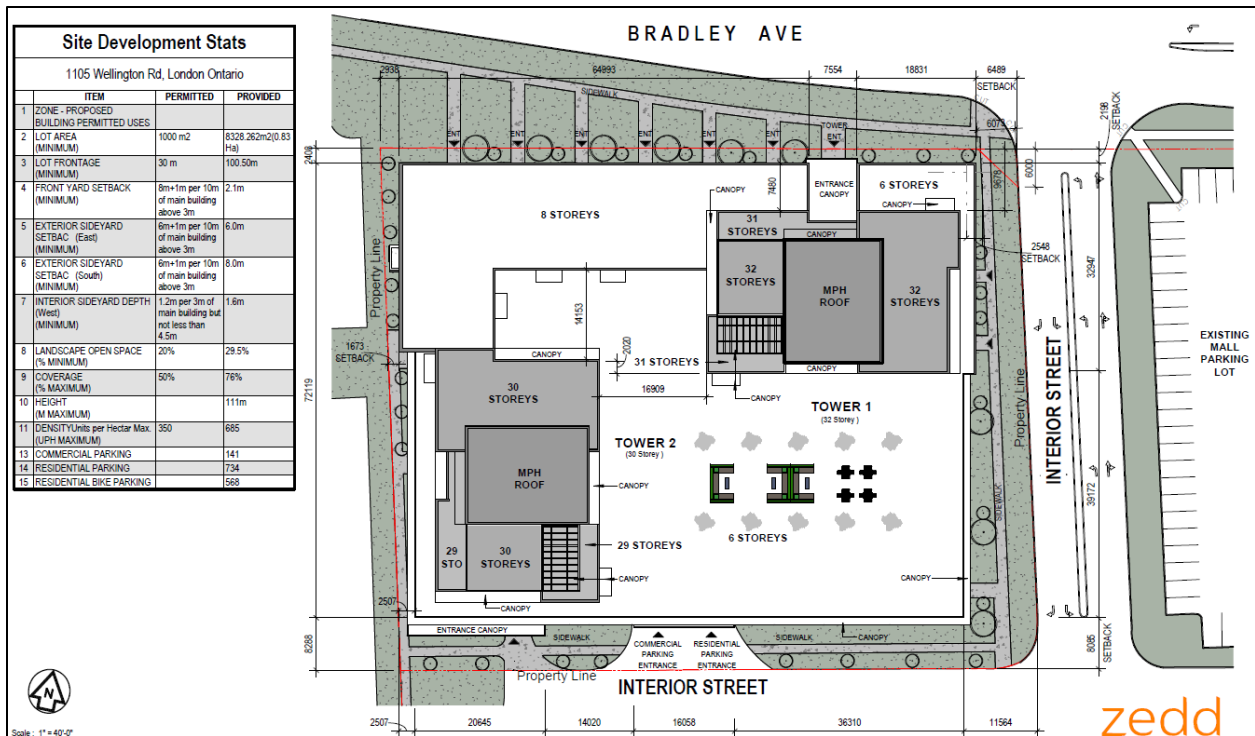 Site Development Stats
1105 Wellington Rd, London Ontario
ITEM PERMITTED PROVIDED
1 ZONE - PROPOSED
BUILDING PERMITTED USES
2 LOT AREA 1000 m2 8328.262m2(0.83
(MINIMUM) Ha)
3 LOT FRONTAGE 30 m 100.50m
(MINIMUM)
4 FRONT YARD SETBACK 8m+1m per 10m 2.1m
(MINIMUM) of main building
above 3m
5 EXTERIOR SIDEYARD 6m+1m per 10m 6.0m
SETBAC (East) of main building
(MINIMUM) above 3m
6 EXTERIOR SIDEYARD 6m+1m per 10m 8.0m
SETBAC (South) of main building
(MINIMUM) above 3m
7 INTERIOR SIDEYARD DEPTH 1.2m per 3m of 1.6m
(West) main building but
(MINIMUM) not less than
4.5m
8 LANDSCAPE OPEN SPACE 20% 29.5%
(% MINIMUM)
9 COVERAGE 50% 76%
(% MAXIMUM)
10 HEIGHT 111m
(M MAXIMUM)
11 DENSITYUnits per Hectar Max. 350 685
(UPH MAXIMUM)
13 COMMERCIAL PARKING 141
14 RESIDENTIAL PARKING 734
15 RESIDENTIAL BIKE PARKING 568
BRADLEY AVE
2938 64993 7554 18831 6489
SETBACK
SIDEWALK
6073
2198
SETBACK
ENT
ENT
ENT
ENT
ENT
ENT
TOWER
ENT
2408
6000
9678
7480
CANOPY
ENTRANCE
CANOPY
6 STOREYS
CANOPY
8 STOREYS
31
STOREYS
CANOPY
32
STOREYS
MPH
ROOF
32
STOREYS
2548
SETBACK
32947
Property Line
14153
1673
SETBACK
CANOPY
2020
31 STOREYS
CANOPY
16909
CANOPY
72119
30
STOREYS
TOWER 1
(32 Storey )
TOWER 2
(30 Storey )
MPH
ROOF
CANOPY
Property Line
INTERIOR STREET
EXISTING
MALL
PARKING
LOT
39172
SIDEWALK
6 STOREYS
29 STOREYS
29
STO
30
STOREYS
CANOPY
CANOPY
2507
CANOPY
ENTRANCE CANOPY
SIDEWALK
COMMERCIAL
PARKING
ENTRANCE
RESIDENTIAL
PARKING
ENTRANCE
SIDEWALK
CANOPY
8288
8085
SETBACK
Property Line
INTERIOR STREET
2507 20645 14020 16058 36310 11564
N
Scale : 1" = 40'-0"
zedd